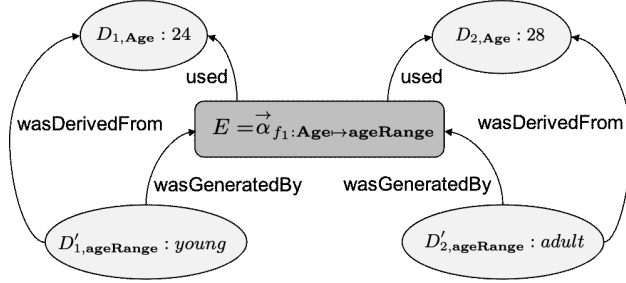 D₁,Age : 24
D₂,Age : 28
used
used
wasDerivedFrom
E =α→ f₁:Age↦ageRange
wasDerivedFrom
wasGeneratedBy
wasGeneratedBy
D′₁,ageRange : young
D′₂,ageRange : adult